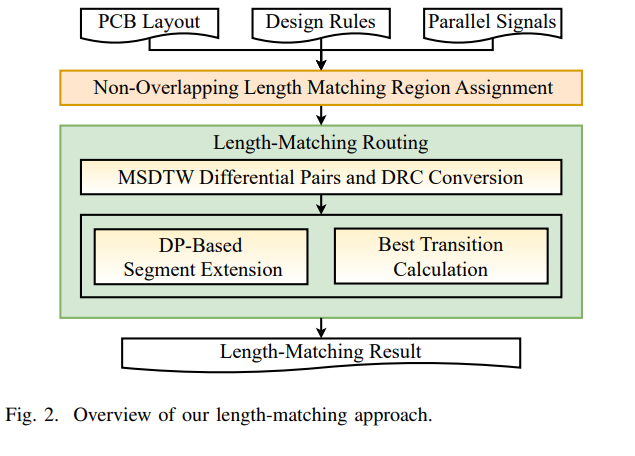 PCB Layout
Design Rules
Parallel Signals
Non-Overlapping Length Matching Region Assignment
Length-Matching Routing
MSDTW Differential Pairs and DRC Conversion
DP-Based
Segment Extension
Best Transition
Calculation
Length-Matching Result
Fig. 2. Overview of our length-matching approach.